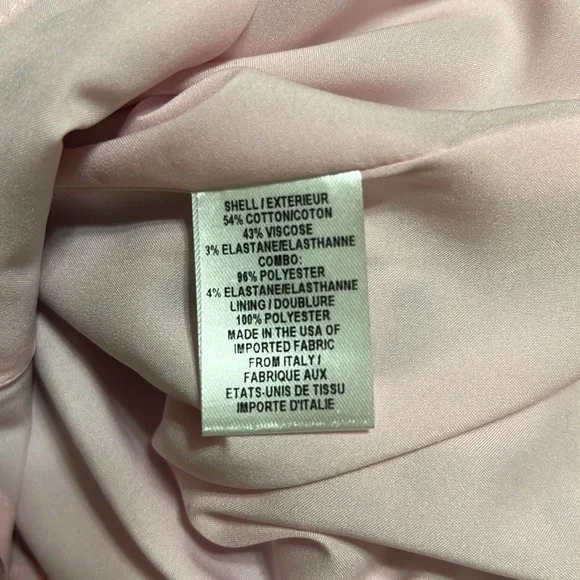 SHELL / EXTERIEUR
54% COTTON/COTON
43% VISCOSE
3% ELASTANE/ELASTHANNE
COMBO:
96% POLYESTER
4% ELASTANE/ELASTHANNE
LINING / DOUBLURE
100% POLYESTER
MADE IN THE USA OF
IMPORTED FABRIC
FROM ITALY /
FABRIQUE AUX
ETATS-UNIS DE TISSU
IMPORTE D'ITALIE